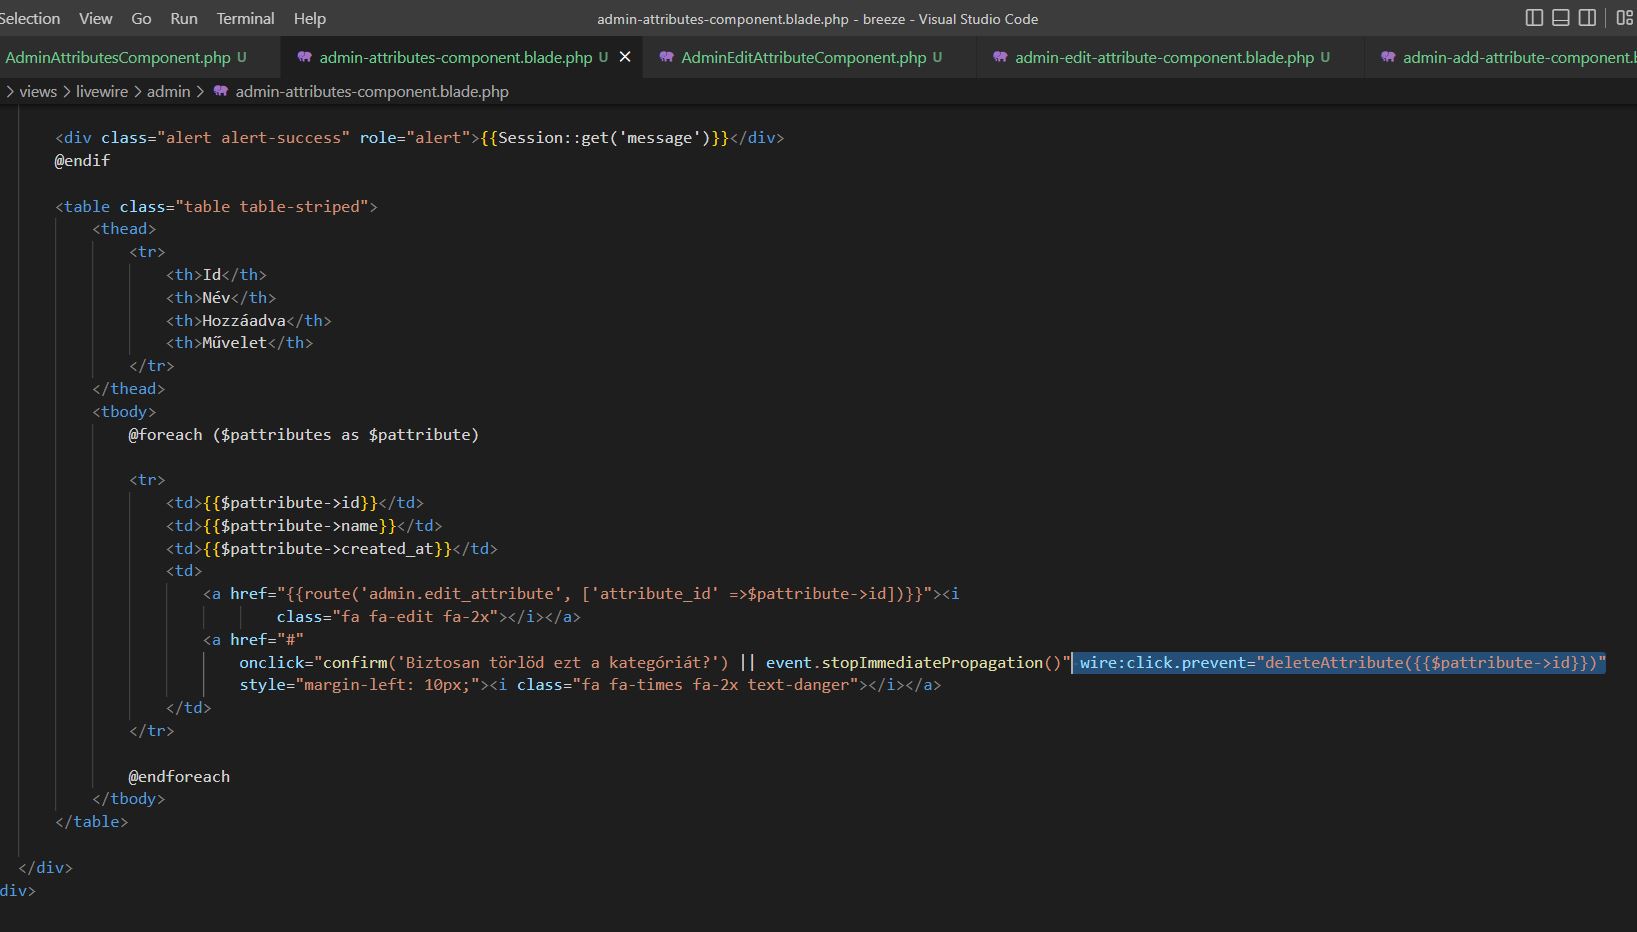 Selection View Go Run Terminal Help admin-attributes-component.blade.php - breeze - Visual Studio Code
AdminAttributesComponent.php U admin-attributes-component.blade.php U AdminEditAttributeComponent.php U admin-edit-attribute-component.blade.php U admin-add-attribute-component.b
> views > livewire > admin > admin-attributes-component.blade.php
<div class="alert alert-success" role="alert">{{Session::get('message')}}</div>
@endif
<table class="table table-striped">
<thead>
<tr>
<th>Id</th>
<th>Név</th>
<th>Hozzáadva</th>
<th>Művelet</th>
</tr>
</thead>
<tbody>
@foreach ($pattributes as $pattribute)
<tr>
<td>{{$pattribute->id}}</td>
<td>{{$pattribute->name}}</td>
<td>{{$pattribute->created_at}}</td>
<td>
<a href="{{route('admin.edit_attribute', ['attribute_id' =>$pattribute->id])}}"><i
class="fa fa-edit fa-2x"></i></a>
<a href="#"
onclick="confirm('Biztosan törlöd ezt a kategóriát?') || event.stopImmediatePropagation()" wire:click.prevent="deleteAttribute({{$pattribute->id}})"
style="margin-left: 10px;"><i class="fa fa-times fa-2x text-danger"></i></a>
</td>
</tr>
@endforeach
</tbody>
</table>
</div>
div>